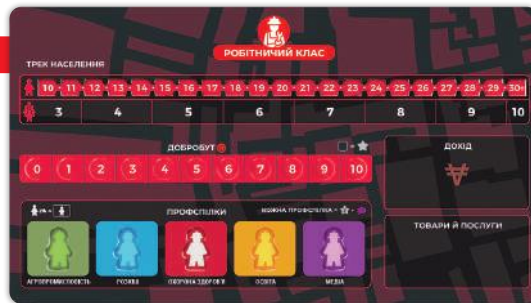 РОБІТНИЧИЙ КЛАС
ТРЕК НАСЕЛЕННЯ
10 11 12 13 14 15 16 17 18 19 20 21 22 23 24 25 26 27 28 29 30
3 4 5 6 7 8 9 10
ДОБРОБУТ
0 1 2 3 4 5 6 7 8 9 10
ДОХІД
ПРОФСПІЛКИ
КОЖНА ПРОФСПІЛКА =
ТОВАРИ Й ПОСЛУГИ
АГРОПРОМИСЛОВІСТЬ РОЗКІШ ОХОРОНА ЗДОРОВ'Я ОСВІТА МЕДІА